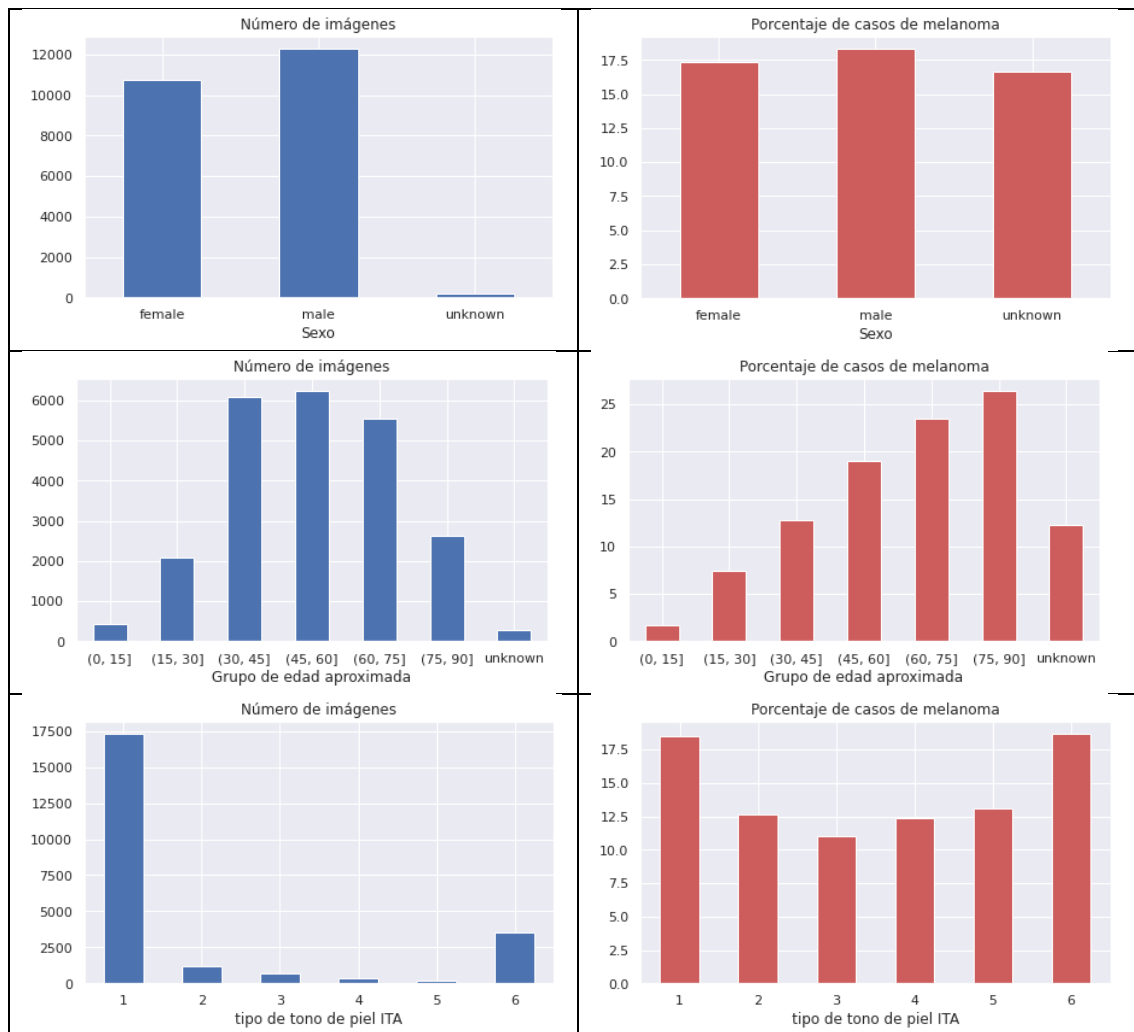 Número de imágenes
12000
10000
8000
6000
4000
2000
0
female male unknown
Sexo
Porcentaje de casos de melanoma
17.5
15.0
12.5
10.0
7.5
5.0
2.5
0.0
female male unknown
Sexo
Número de imágenes
6000
5000
4000
3000
2000
1000
0
(0, 15] (15, 30] (30, 45] (45, 60] (60, 75] (75, 90] unknown
Grupo de edad aproximada
Porcentaje de casos de melanoma
25
20
15
10
5
0
(0, 15] (15, 30] (30, 45] (45, 60] (60, 75] (75, 90] unknown
Grupo de edad aproximada
Número de imágenes
17500
15000
12500
10000
7500
5000
2500
0
1 2 3 4 5 6
tipo de tono de piel ITA
Porcentaje de casos de melanoma
17.5
15.0
12.5
10.0
7.5
5.0
2.5
0.0
1 2 3 4 5 6
tipo de tono de piel ITA